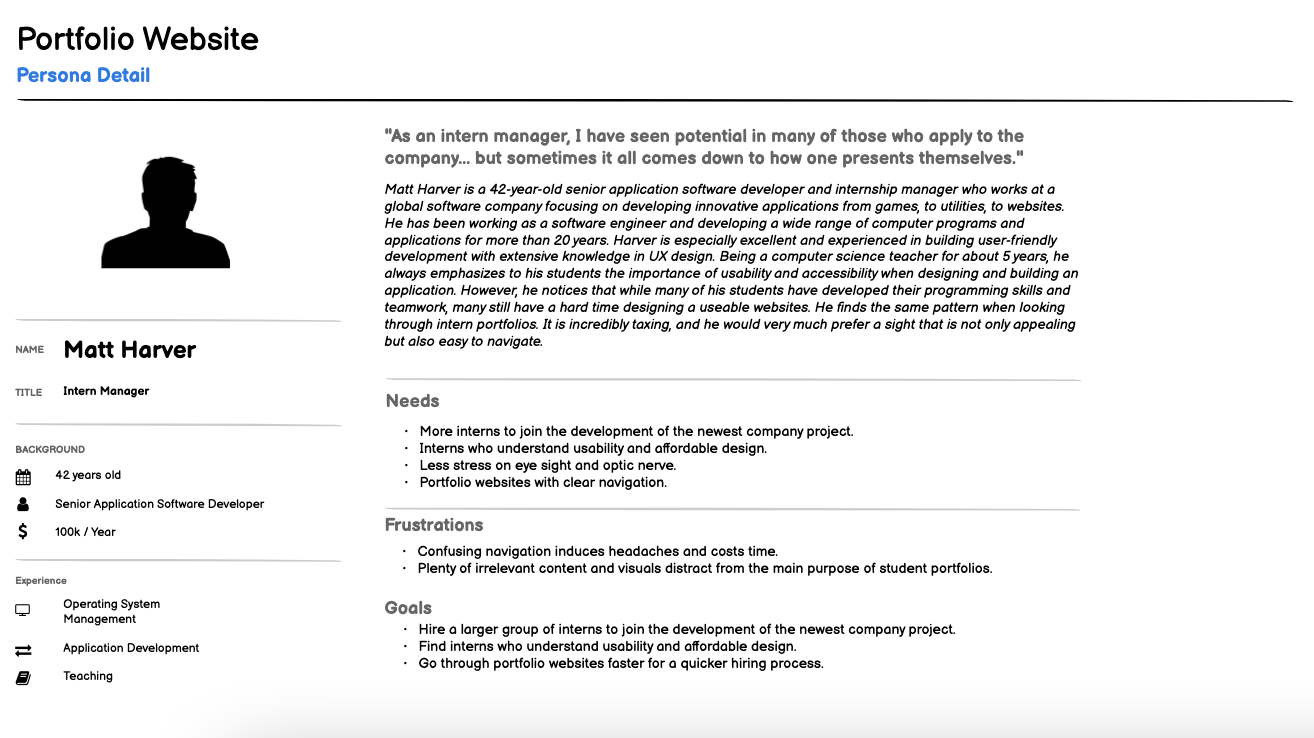 Portfolio Website
Persona Detail
NAME Matt Harver
TITLE Intern Manager
BACKGROUND
42 years old
Senior Application Software Developer
100k / Year
Experience
Operating System
Management
Application Development
Teaching
"As an intern manager, I have seen potential in many of those who apply to the
company... but sometimes it all comes down to how one presents themselves."
Matt Harver is a 42-year-old senior application software developer and internship manager who works at a
global software company focusing on developing innovative applications from games, to utilities, to websites.
He has been working as a software engineer and developing a wide range of computer programs and
applications for more than 20 years. Harver is especially excellent and experienced in building user-friendly
development with extensive knowledge in UX design. Being a computer science teacher for about 5 years, he
always emphasizes to his students the importance of usability and accessibility when designing and building an
application. However, he notices that while many of his students have developed their programming skills and
teamwork, many still have a hard time designing a useable websites. He finds the same pattern when looking
through intern portfolios. It is incredibly taxing, and he would very much prefer a sight that is not only appealing
but also easy to navigate.
Needs
· More interns to join the development of the newest company project.
· Interns who understand usability and affordable design.
· Less stress on eye sight and optic nerve.
· Portfolio websites with clear navigation.
Frustrations
· Confusing navigation induces headaches and costs time.
· Plenty of irrelevant content and visuals distract from the main purpose of student portfolios.
Goals
· Hire a larger group of interns to join the development of the newest company project.
· Find interns who understand usability and affordable design.
· Go through portfolio websites faster for a quicker hiring process.